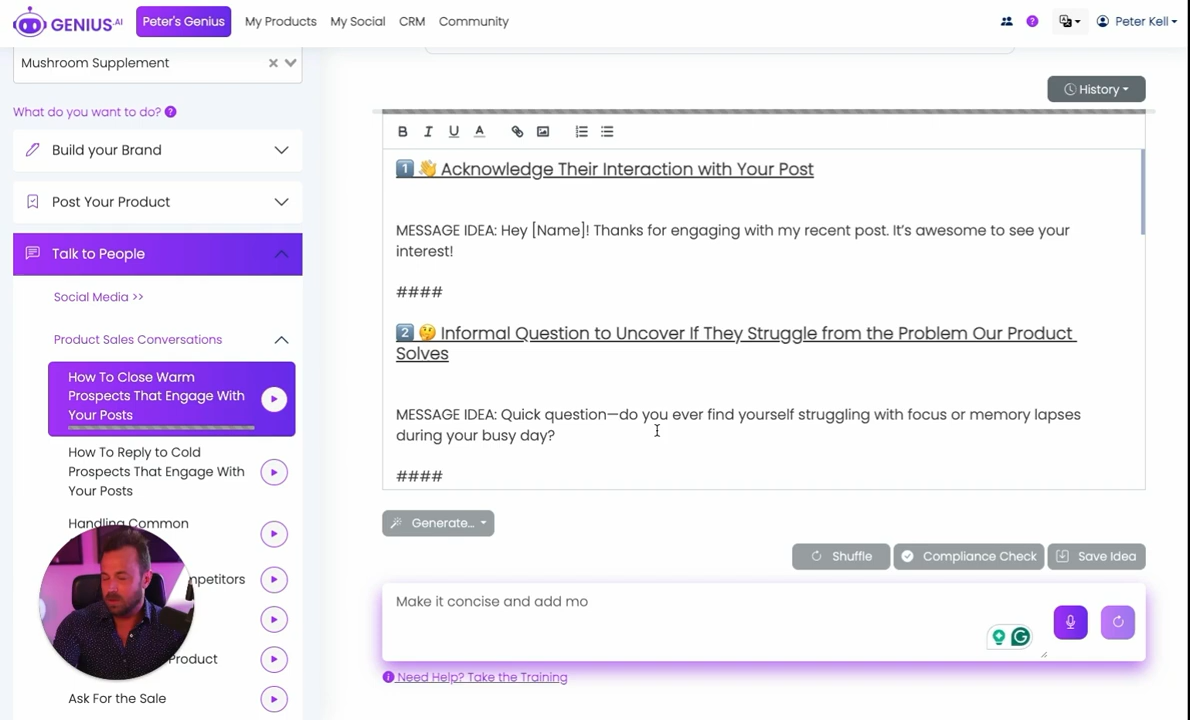 GENIUS.AI
Peter's Genius
My Products
My Social
CRM
Community
Peter Kell
Mushroom Supplement
What do you want to do?
Build your Brand
Post Your Product
Talk to People
Social Media >>
Product Sales Conversations
How To Close Warm
Prospects That Engage With
Your Posts
How To Reply to Cold
Prospects That Engage With
Your Posts
Handling Common
Product
Ask For the Sale
History
B I U A
1 👋 Acknowledge Their Interaction with Your Post
MESSAGE IDEA: Hey [Name]! Thanks for engaging with my recent post. It's awesome to see your
interest!
####
2 🤔 Informal Question to Uncover If They Struggle from the Problem Our Product
Solves
MESSAGE IDEA: Quick question—do you ever find yourself struggling with focus or memory lapses
during your busy day?
####
Generate...
Shuffle
Compliance Check
Save Idea
Make it concise and add mo
Need Help? Take the Training